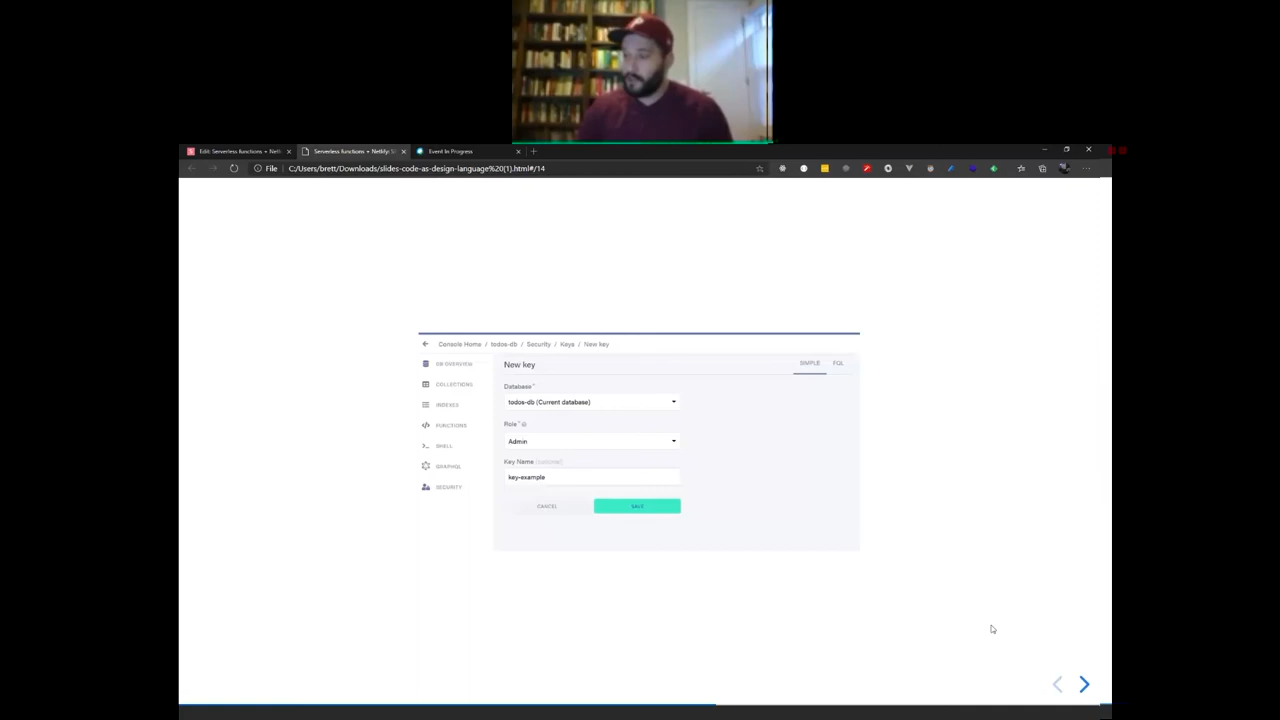 Edit: Serverless functions + Netl
Serverless functions + Netlify: S
Event In Progress
File
C:/Users/brett/Downloads/slides-code-as-design-language%20(1).html#/14
Console Home / todos-db / Security / Keys / New key
DB OVERVIEW
COLLECTIONS
INDEXES
FUNCTIONS
SHELL
GRAPHQL
SECURITY
New key
SIMPLE
FQL
Database *
todos-db (Current database)
Role *
Admin
Key Name (optional)
key-example
CANCEL
SAVE